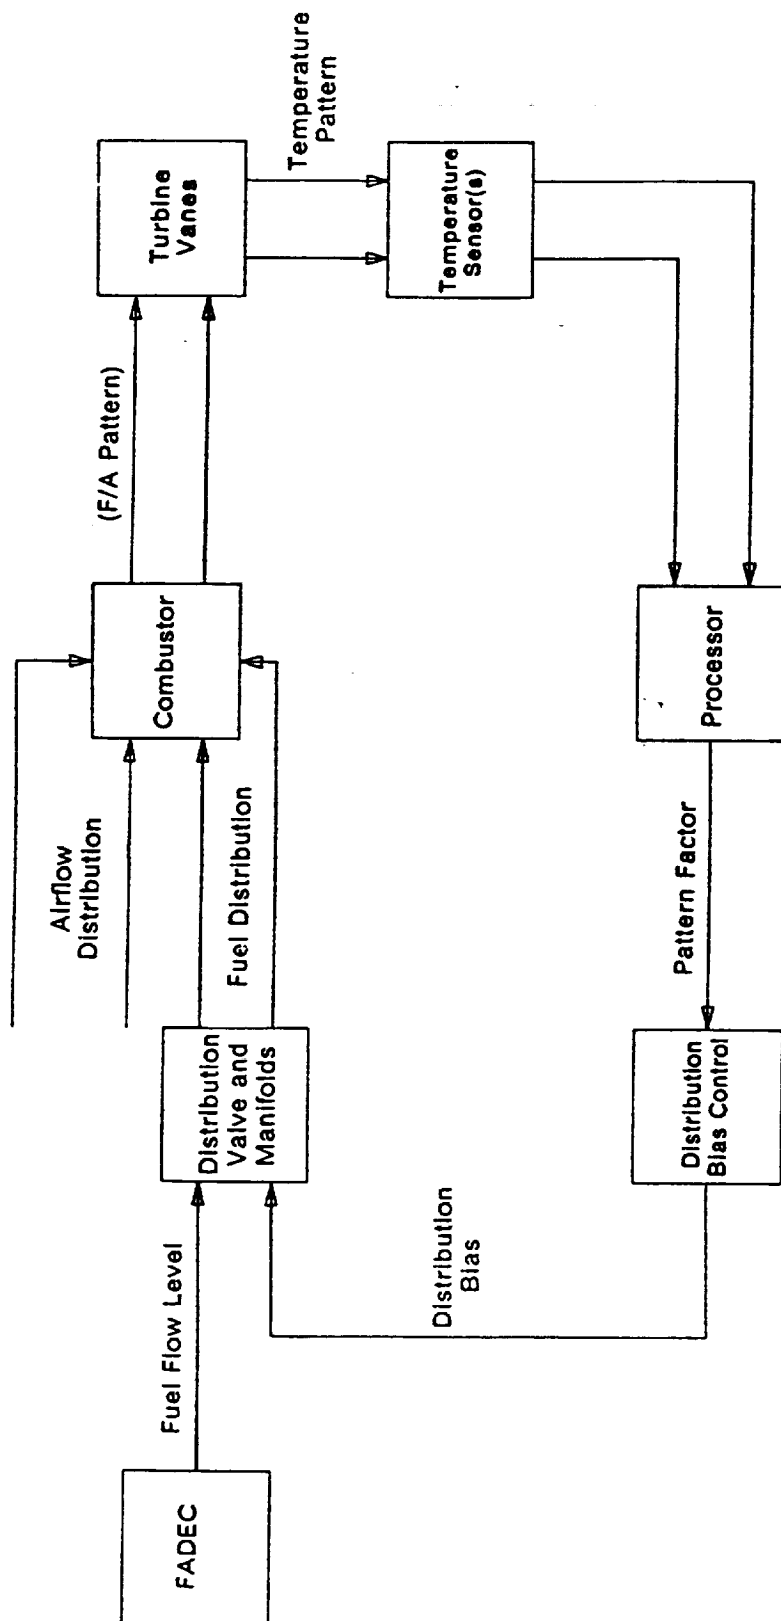 FADEC
Fuel Flow Level
Distribution
Valve and
Manifolds
Airflow
Distribution
Fuel Distribution
Combustor
(F/A Pattern)
Turbine
Vanes
Temperature
Pattern
Temperature
Sensor(s)
Processor
Pattern Factor
Distribution
Bias Control
Distribution
Bias